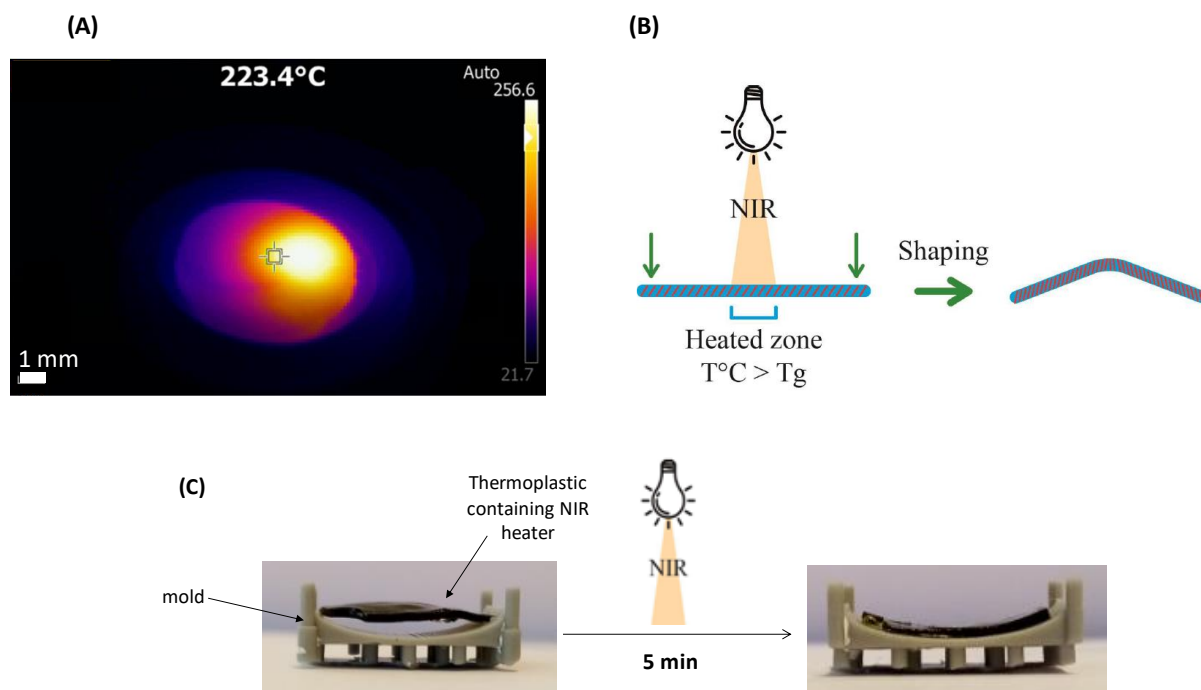 (A)
223.4°C
Auto
256.6
1 mm
21.7
(B)
NIR
Shaping
Heated zone
T°C > Tg
(C)
Thermoplastic
containing NIR
heater
mold
NIR
5 min